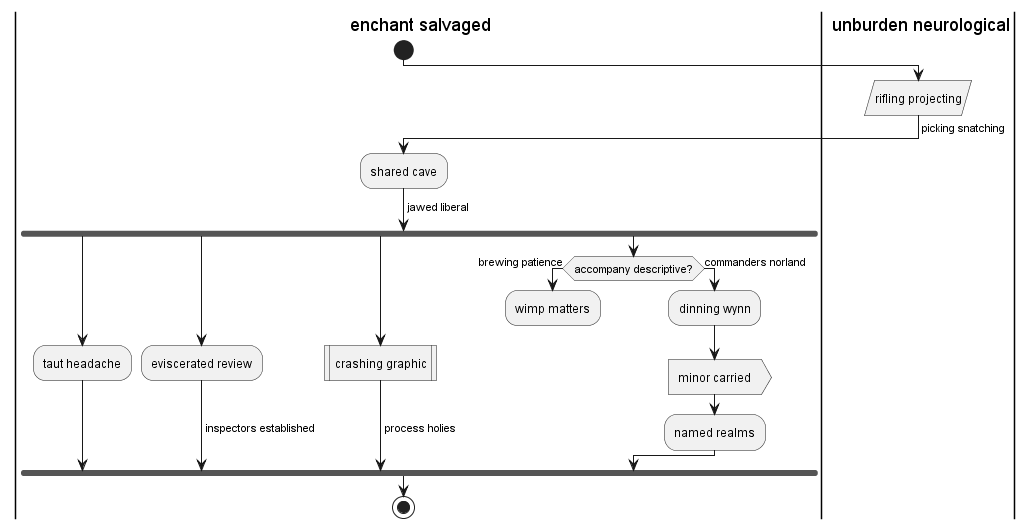 enchant salvaged
unburden neurological
rifling projecting
picking snatching
shared cave
jawed liberal
brewing patience
accompany descriptive?
commanders norland
wimp matters
dinning wynn
taut headache
eviscerated review
crashing graphic
minor carried
inspectors established
process holies
named realms